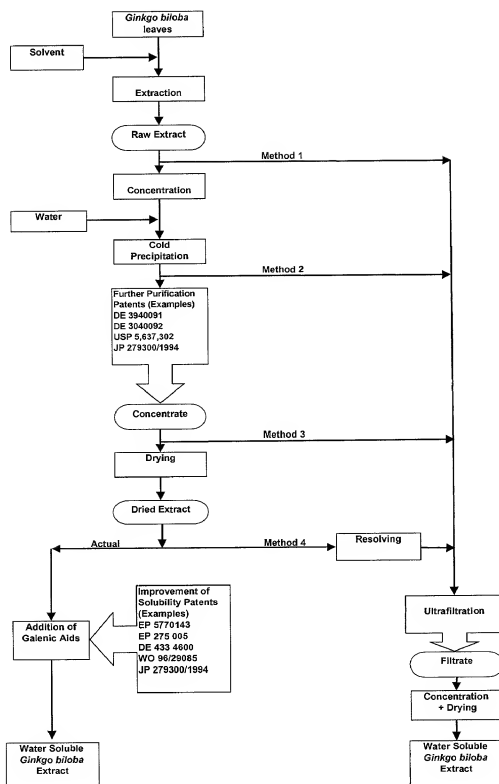 Ginkgo biloba
leaves
Solvent
Extraction
Raw Extract
Method 1
Concentration
Water
Cold
Precipitation
Method 2
Further Purification
Patents (Examples)
DE 3940091
DE 3040092
USP 5,637,302
JP 279300/1994
Concentrate
Method 3
Drying
Dried Extract
Actual
Method 4
Resolving
Improvement of
Solubility Patents
(Examples)
EP 5770143
EP 275 005
DE 433 4600
WO 96/29085
JP 279300/1994
Addition of
Galenic Aids
Ultrafiltration
Filtrate
Concentration
+ Drying
Water Soluble
Ginkgo biloba
Extract
Water Soluble
Ginkgo biloba
Extract